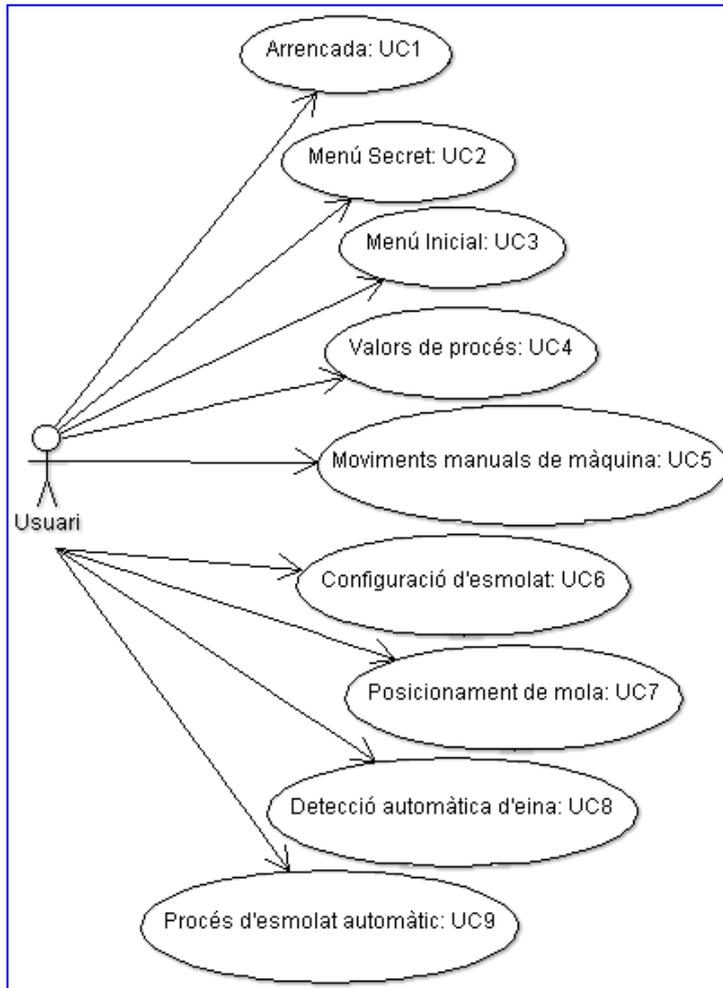 Arrencada: UC1
Menú Secret: UC2
Menú Inicial: UC3
Valors de procés: UC4
Moviments manuals de màquina: UC5
Usuari
Configuració d'esmolat: UC6
Posicionament de mola: UC7
Detecció automàtica d'eina: UC8
Procés d'esmolat automàtic: UC9